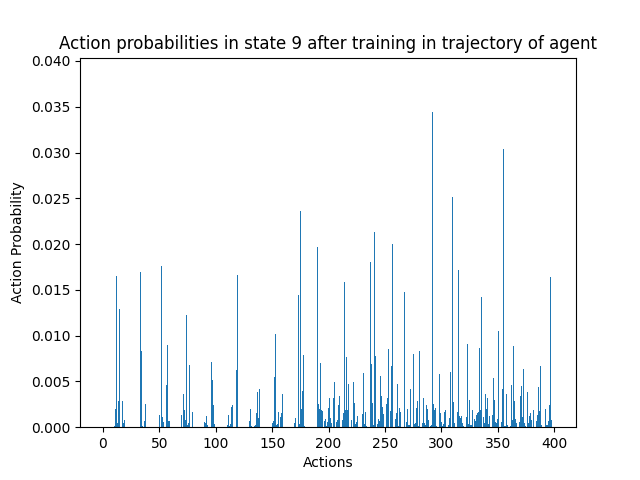 Action probabilities in state 9 after training in trajectory of agent
0.040
0.035
0.030
0.025
0.020
0.015
0.010
0.005
0.000
Action Probability
0 50 100 150 200 250 300 350 400
Actions